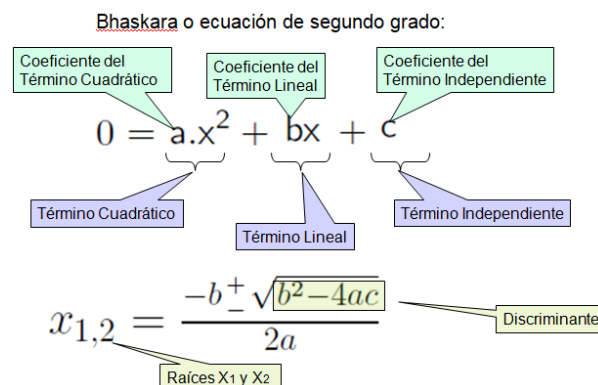 Bhaskara o ecuación de segundo grado:
Coeficiente del
Término Cuadrático
Coeficiente del
Término Lineal
Coeficiente del
Término Independiente
0 = a.x² + bx + c
Término Cuadrático
Término Lineal
Término Independiente
x₁,₂ = (-b ± √(b² − 4ac)) / 2a
Discriminante
Raíces X1 y X2